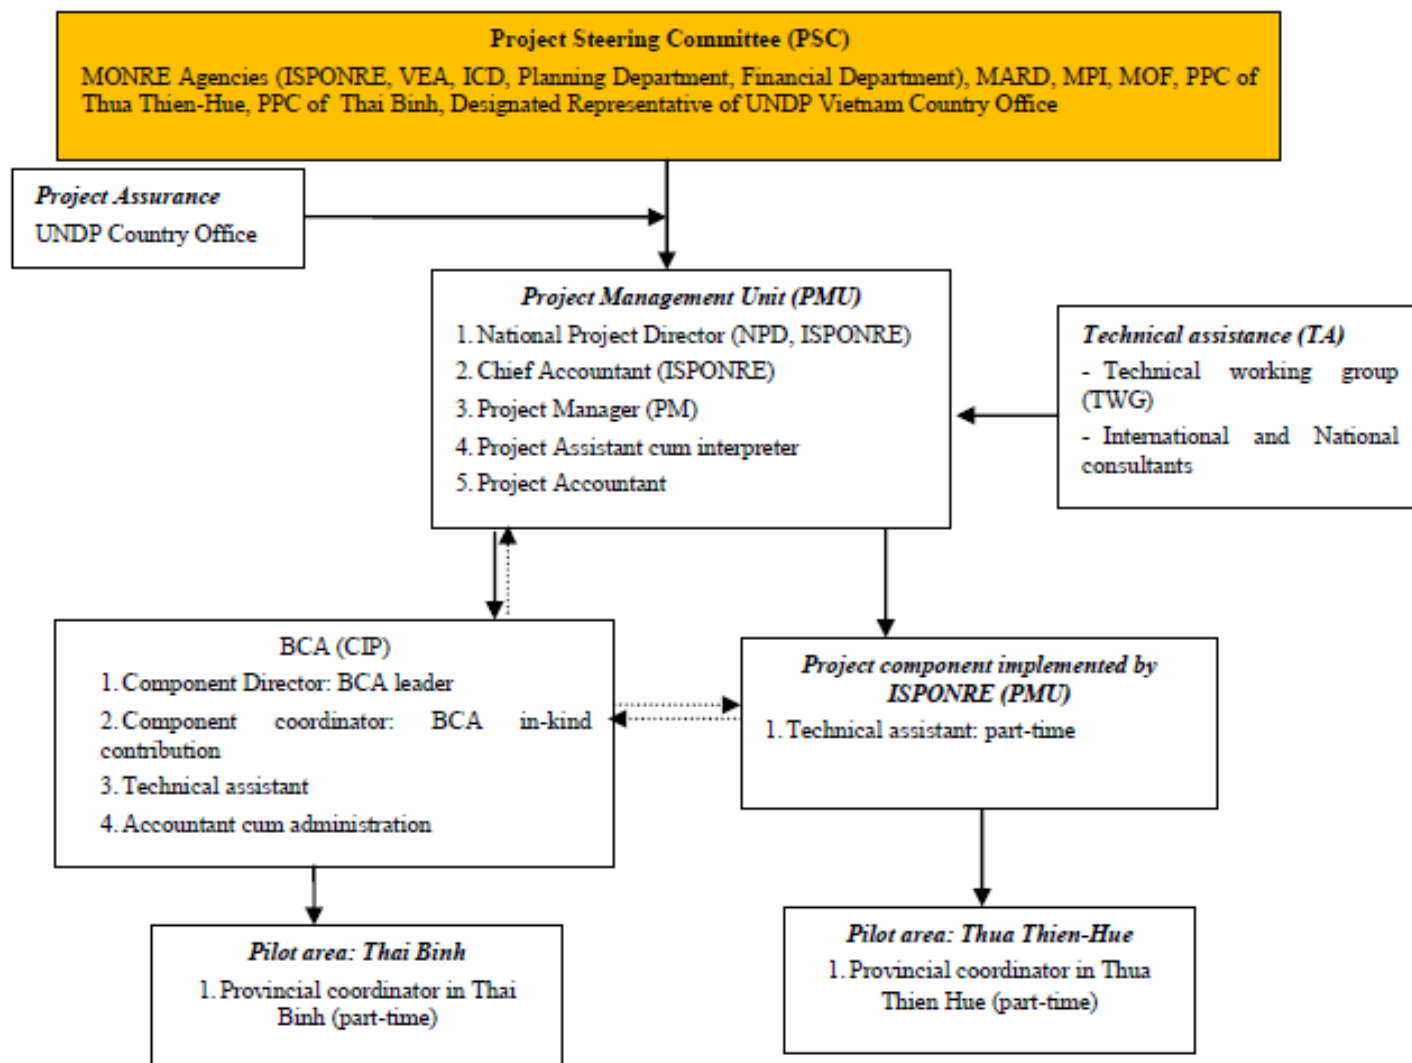 Project Steering Committee (PSC)
MONRE Agencies (ISPONRE, VEA, ICD, Planning Department, Financial Department), MARD, MPI, MOF, PPC of
Thua Thien-Hue, PPC of Thai Binh, Designated Representative of UNDP Vietnam Country Office
Project Assurance
UNDP Country Office
Project Management Unit (PMU)
1. National Project Director (NPD, ISPONRE)
2. Chief Accountant (ISPONRE)
3. Project Manager (PM)
4. Project Assistant cum interpreter
5. Project Accountant
Technical assistance (TA)
- Technical working group
(TWG)
- International and National
consultants
BCA (CIP)
1. Component Director: BCA leader
2. Component coordinator: BCA in-kind
contribution
3. Technical assistant
4. Accountant cum administration
Project component implemented by
ISPONRE (PMU)
1. Technical assistant: part-time
Pilot area: Thai Binh
1. Provincial coordinator in Thai
Binh (part-time)
Pilot area: Thua Thien-Hue
1. Provincial coordinator in Thua
Thien Hue (part-time)